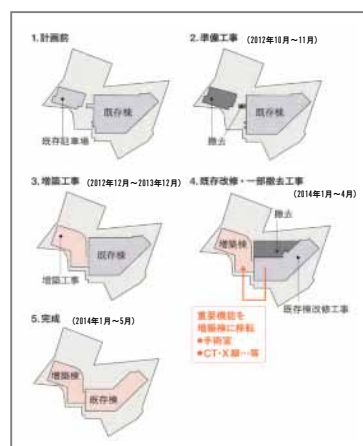 1.計画前
既存棟
既存駐車場
2.準備工事 (2012年10月～11月)
既存棟
撤去
3.増築工事 (2012年12月～2013年12月)
既存棟
増築工事
4.既存改修・一部撤去工事
(2014年1月～4月)
撤去
増築棟
既存棟改修工事
重要機能を
増築棟に移転
●手術室
●CT・X線…等
5.完成 (2014年1月～5月)
増築棟
既存棟